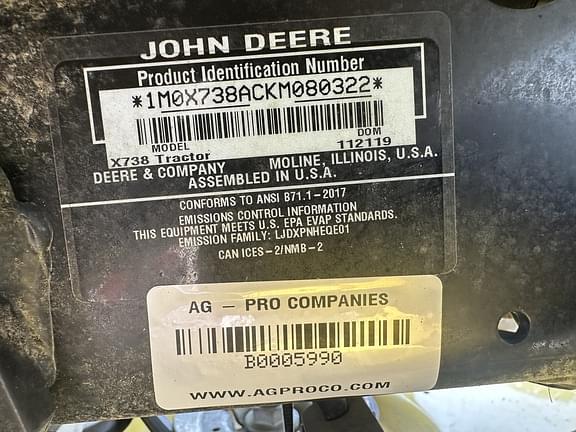 JOHN DEERE
Product Identification Number
*1M0X738ACKM080322*
MODEL DOM
X738 Tractor 112119
DEERE & COMPANY MOLINE, ILLINOIS, U.S.A.
ASSEMBLED IN U.S.A.
CONFORMS TO ANSI B71.1-2017
EMISSIONS CONTROL INFORMATION
THIS EQUIPMENT MEETS U.S. EPA EVAP STANDARDS.
EMISSION FAMILY: LJDXPNHEQE01
CAN ICES-2/NMB-2
AG - PRO COMPANIES
B0005990
WWW.AGPROCO.COM